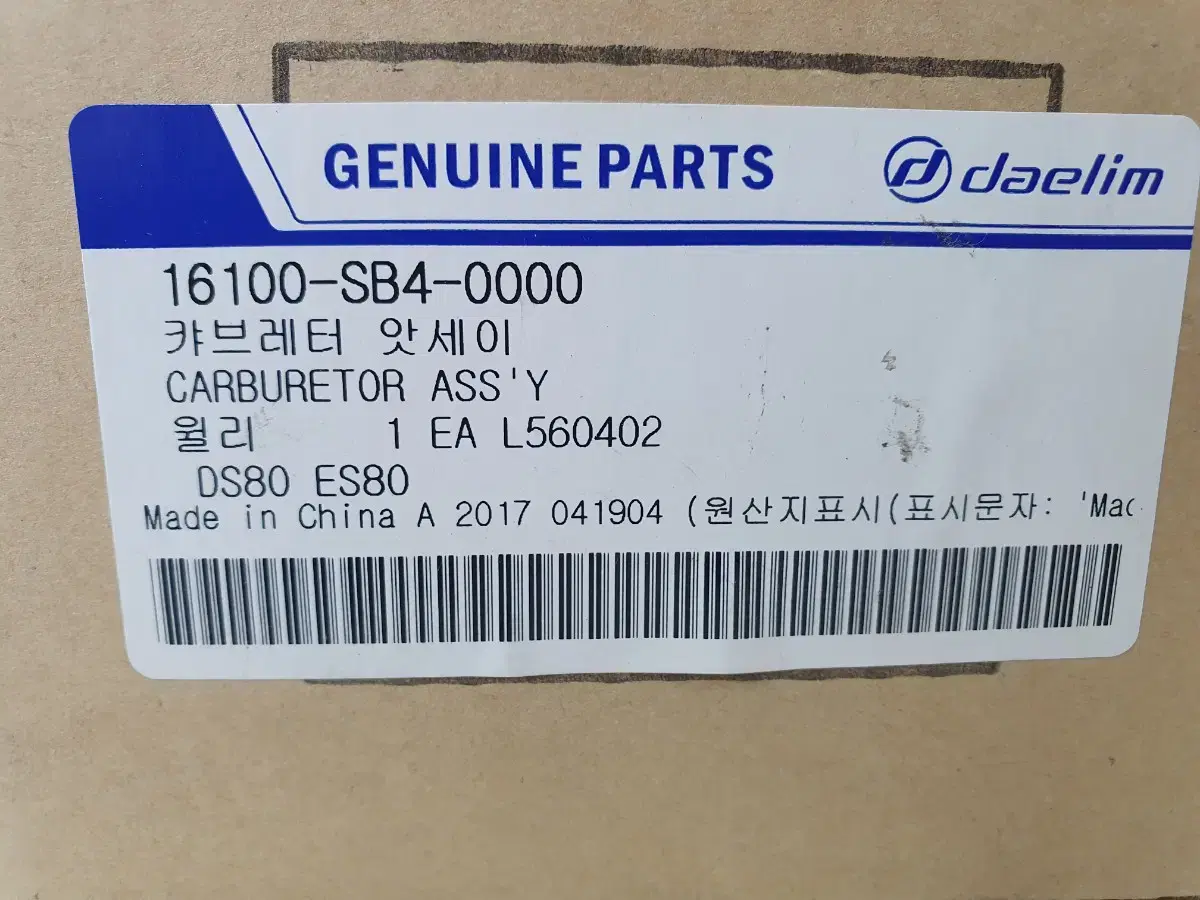 GENUINE PARTS daelim
16100-SB4-0000
캬브레터 앗세이
CARBURETOR ASS'Y
윌리 1 EA L560402
DS80 ES80
Made in China A 2017 041904 (원산지표시(표시문자: 'Mac